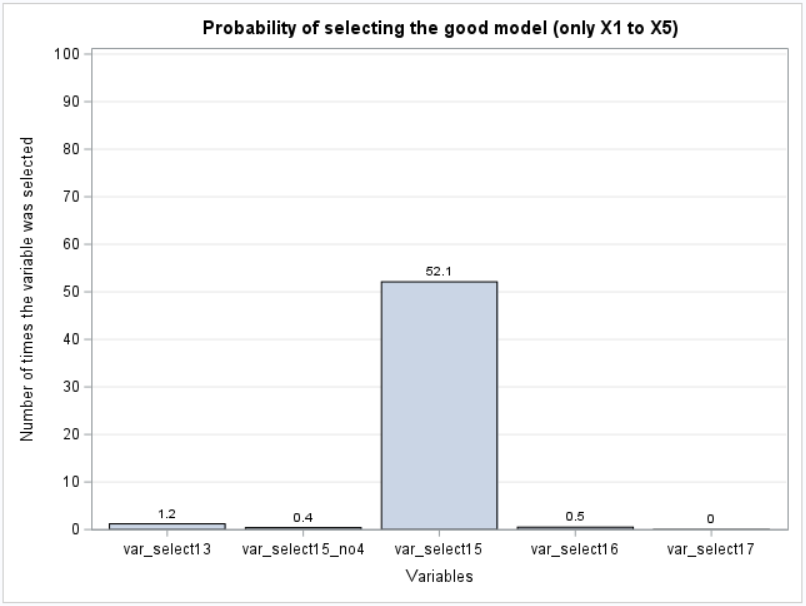 Probability of selecting the good model (only X1 to X5)
Number of times the variable was selected
100
90
80
70
60
50
40
30
20
10
0
1.2
0.4
52.1
0.5
0
var_select13
var_select15_no4
var_select15
var_select16
var_select17
Variables